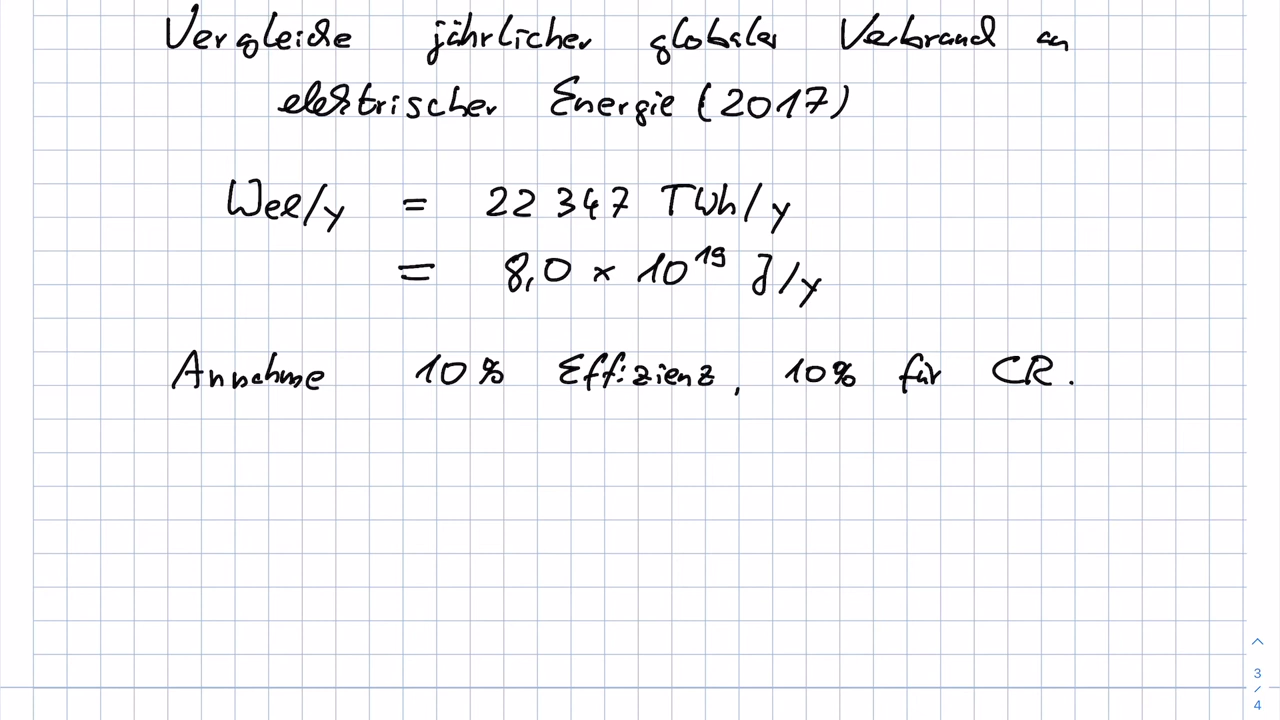 Vergleiche jährlicher globaler Verbrauch an
elektrischer Energie (2017)
Wel/y = 22 347 TWh/y
= 8,0 × 10¹⁹ J/y
Annahme 10% Effizienz, 10% für CR.
3
/
4